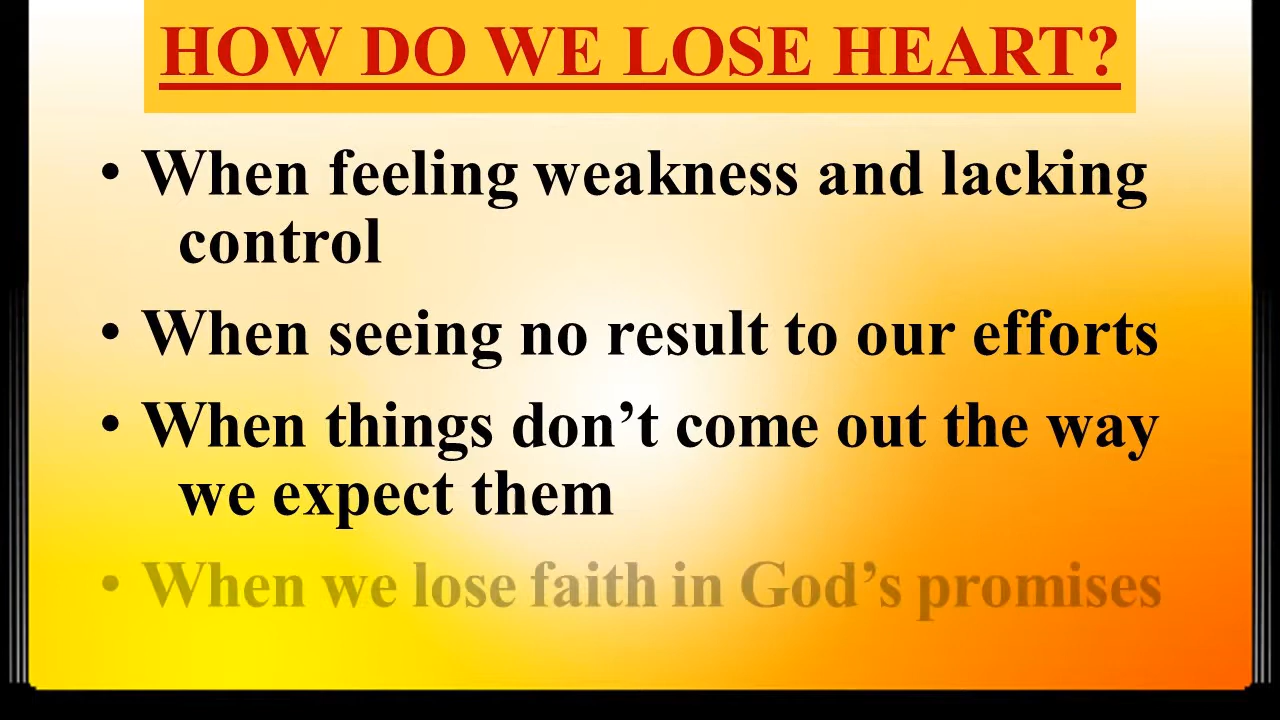 HOW DO WE LOSE HEART?
• When feeling weakness and lacking
control
• When seeing no result to our efforts
• When things don’t come out the way
we expect them
• When we lose faith in God’s promises